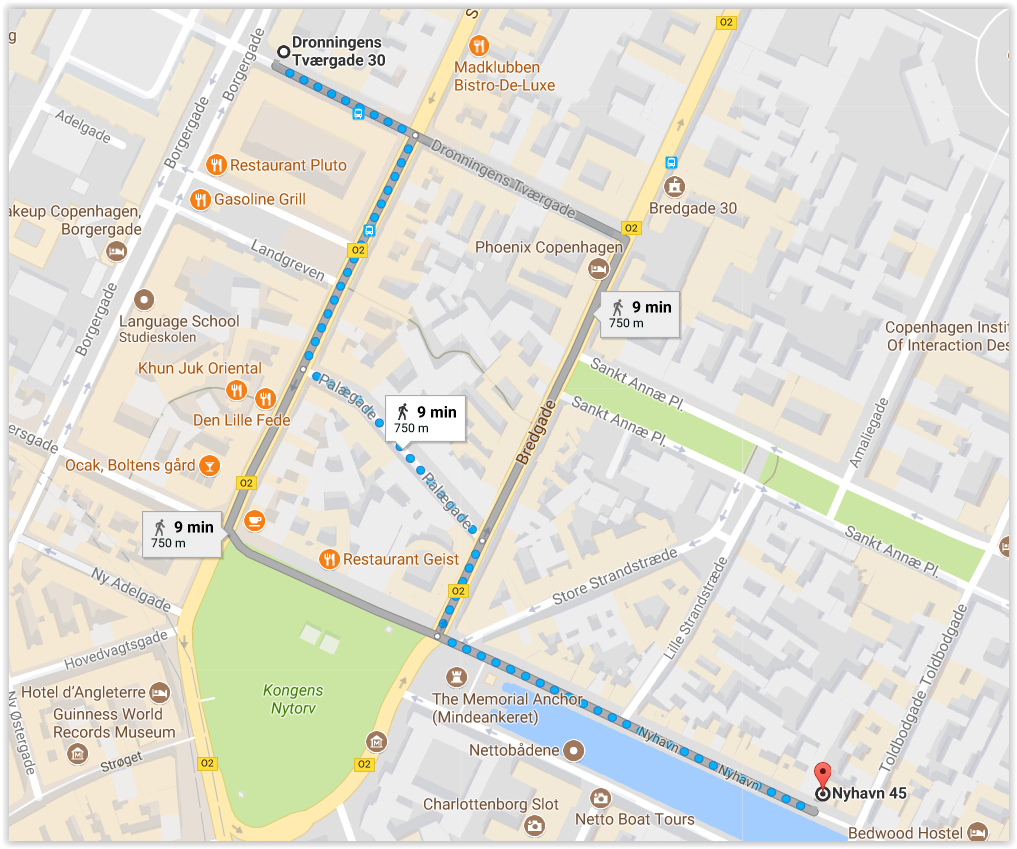 S
O2
g
Dronningens
Tværgade 30
Borgergade
Madklubben
Bistro-De-Luxe
Adelgade
Borgergade
Restaurant Pluto
Dronningens Tværgade
Gasoline Grill
Bredgade 30
akeup Copenhagen,
Borgergade
O2
Phoenix Copenhagen
O2
Landgreven
Borgergade
9 min
750 m
Language School
Studieskolen
Copenhagen Instit
Of Interaction Des
Khun Juk Oriental
Sankt Annæ Pl.
Palægade
9 min
750 m
Den Lille Fede
Sankt Annæ Pl.
Bredgade
Amaliegade
ersgade
Ocak, Boltens gård
O2
Palægade
9 min
750 m
Sankt Annæ Pl.
Restaurant Geist
Store Strandstræde
Ny Adelgade
O2
Lille Strandstræde
Toldbodgade
Hovedvagtsgade
Toldbodgade
Hotel d'Angleterre
Kongens
Nytorv
The Memorial Anchor
(Mindeankeret)
Guinness World
Records Museum
Ny Østergade
Nyhavn
Nettobådene
Strøget
O2
O2
Nyhavn
Nyhavn 45
Charlottenborg Slot
Netto Boat Tours
Bedwood Hostel